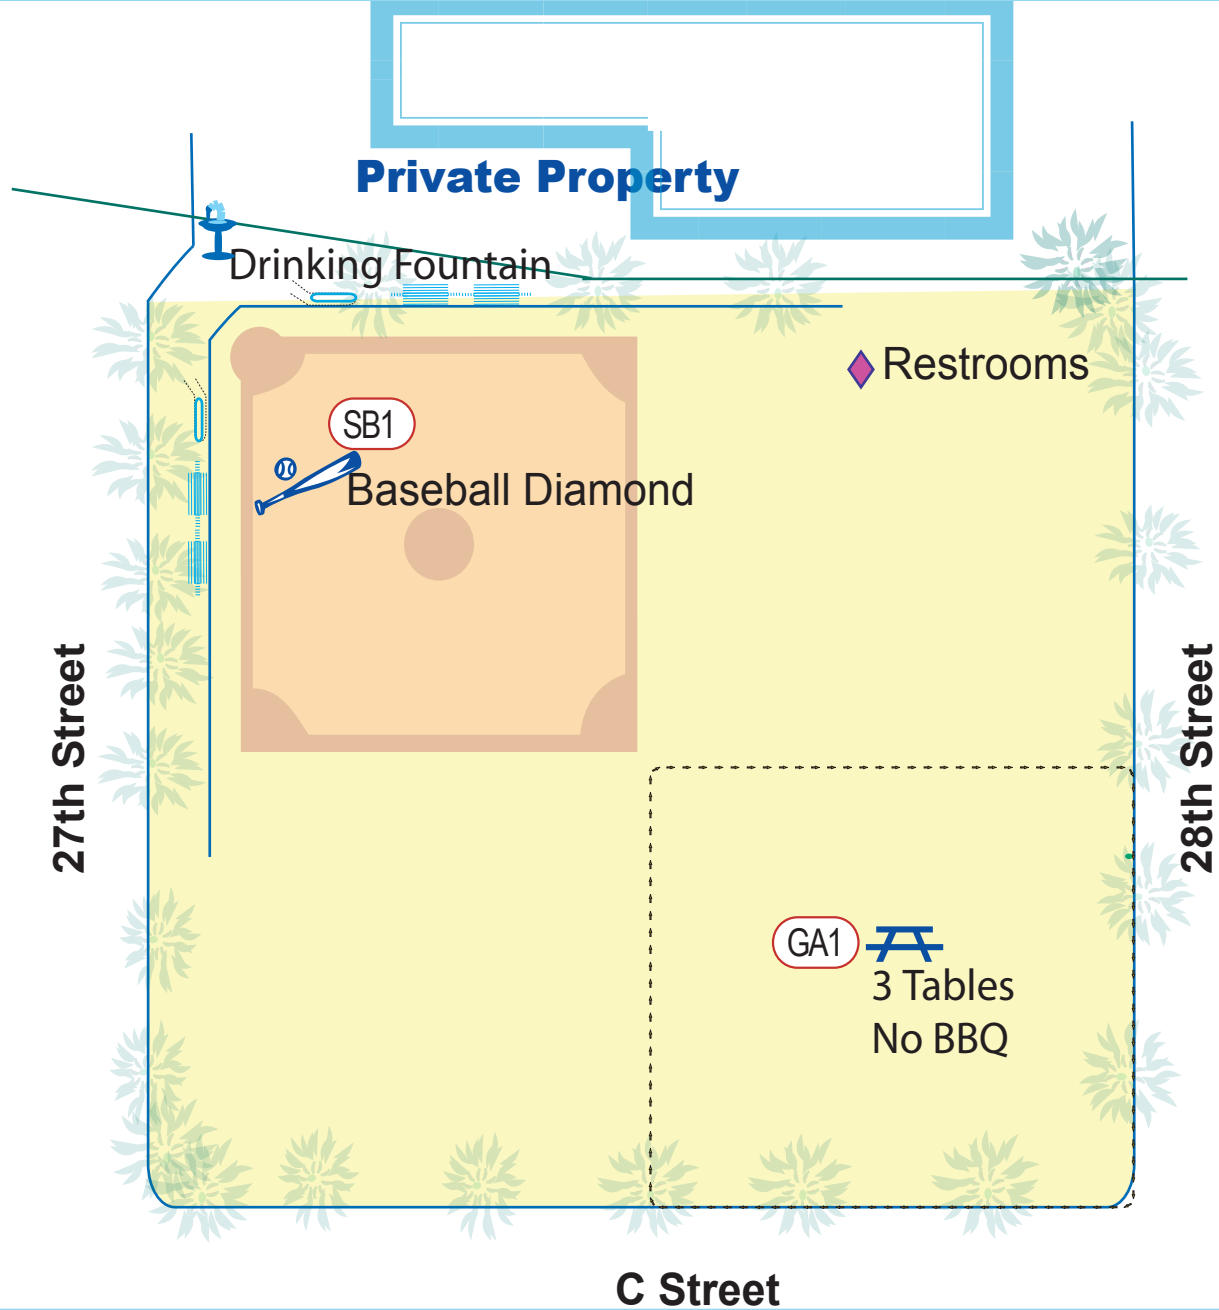 Private Property
Drinking Fountain
Restrooms
SB1
Baseball Diamond
27th Street
28th Street
GA1
3 Tables
No BBQ
C Street